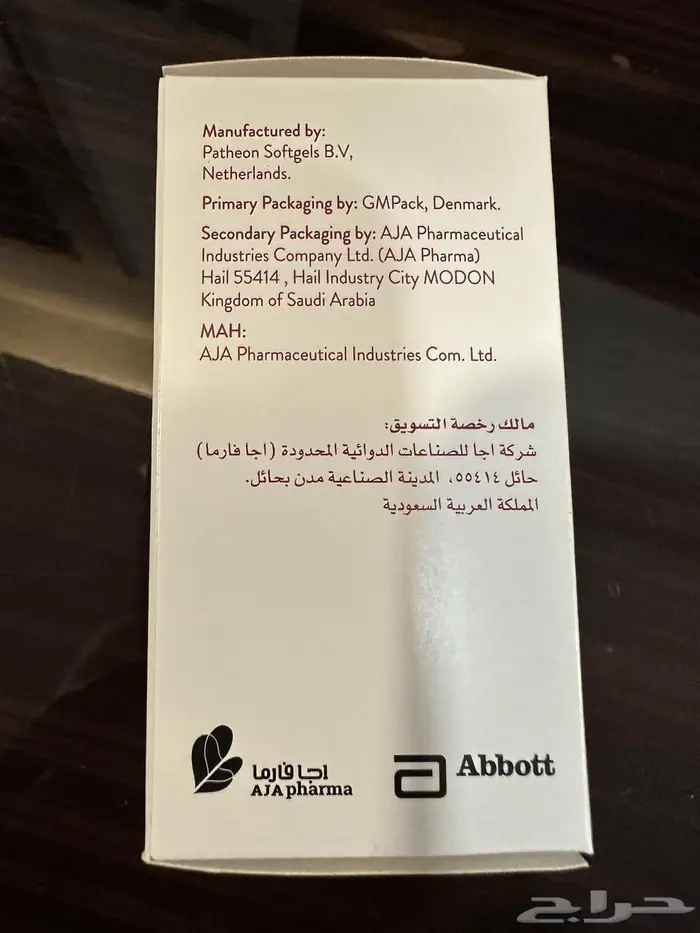 Manufactured by:
Patheon Softgels B.V,
Netherlands.
Primary Packaging by: GMPack, Denmark.
Secondary Packaging by: AJA Pharmaceutical
Industries Company Ltd. (AJA Pharma)
Hail 55414 , Hail Industry City MODON
Kingdom of Saudi Arabia
MAH:
AJA Pharmaceutical Industries Com. Ltd.
مالك رخصة التسويق:
شركة اجا للصناعات الدوائية المحدودة (اجا فارما)
حائل ٥٥٤١٤، المدينة الصناعية مدن بحائل.
المملكة العربية السعودية
اجا فارما
AJA pharma
Abbott
حراج